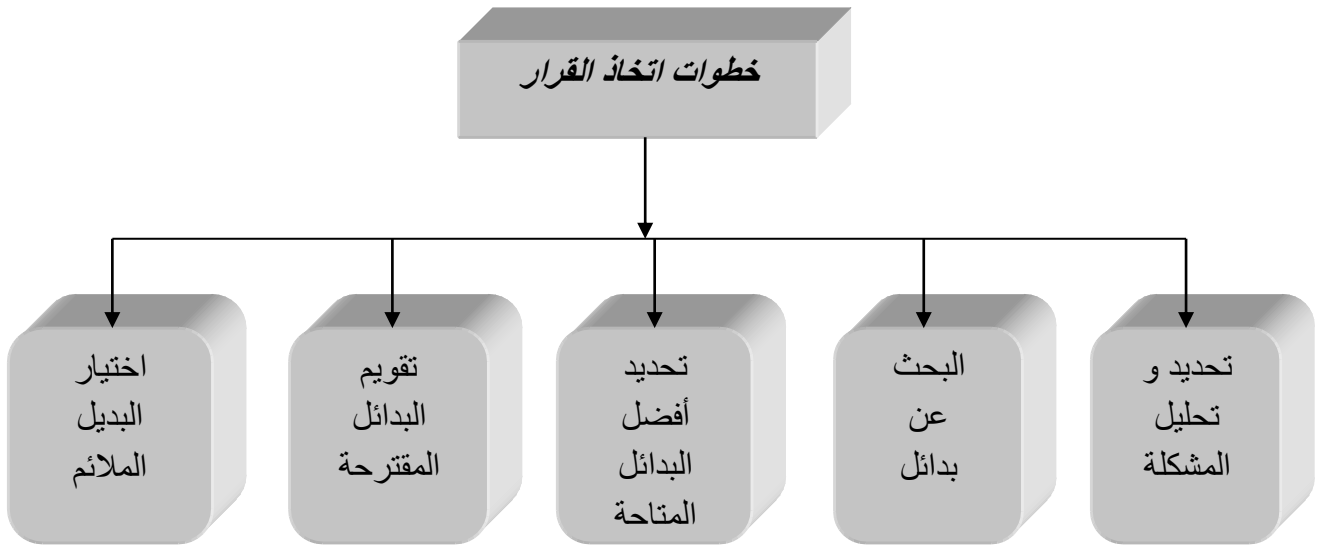 خطوات اتخاذ القرار
تحديد و
تحليل
المشكلة
البحث
عن
بدائل
تحديد
أفضل
البدائل
المتاحة
تقويم
البدائل
المقترحة
اختيار
البديل
الملائم